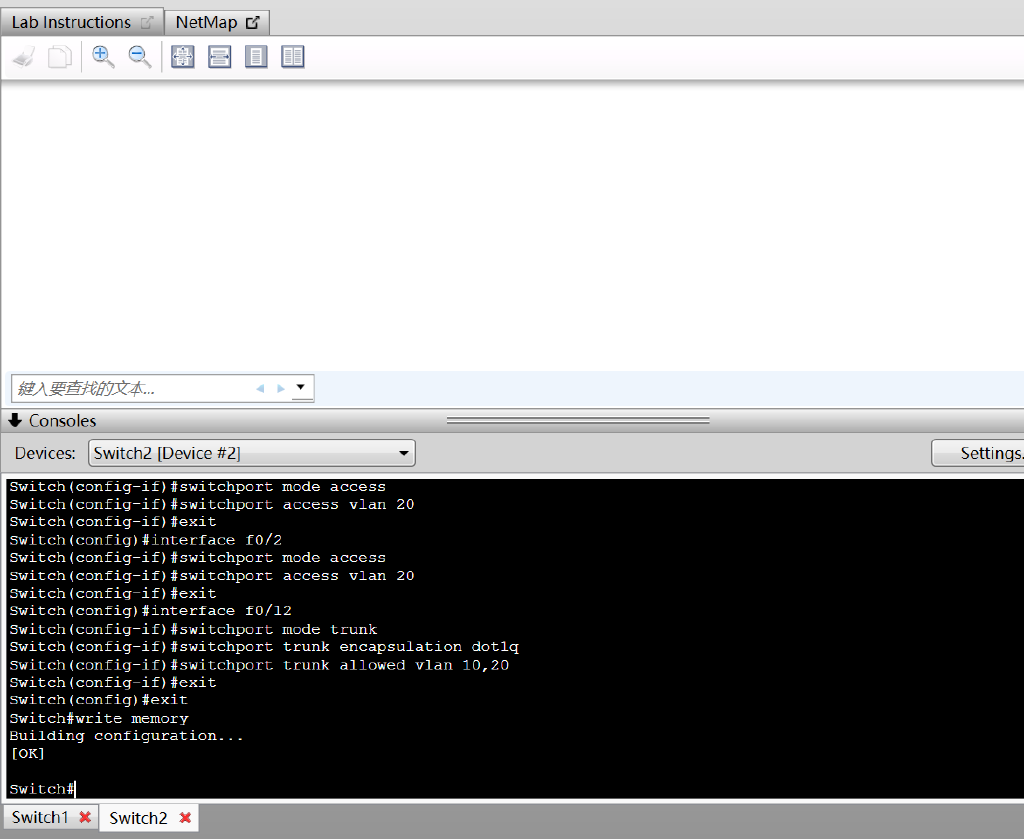 Lab Instructions NetMap
键入要查找的文本...
Consoles
Devices: Switch2 [Device #2] Settings.
Switch(config-if)#switchport mode access
Switch(config-if)#switchport access vlan 20
Switch(config-if)#exit
Switch(config)#interface f0/2
Switch(config-if)#switchport mode access
Switch(config-if)#switchport access vlan 20
Switch(config-if)#exit
Switch(config)#interface f0/12
Switch(config-if)#switchport mode trunk
Switch(config-if)#switchport trunk encapsulation dot1q
Switch(config-if)#switchport trunk allowed vlan 10,20
Switch(config-if)#exit
Switch(config)#exit
Switch#write memory
Building configuration...
[OK]
Switch#
Switch1 Switch2